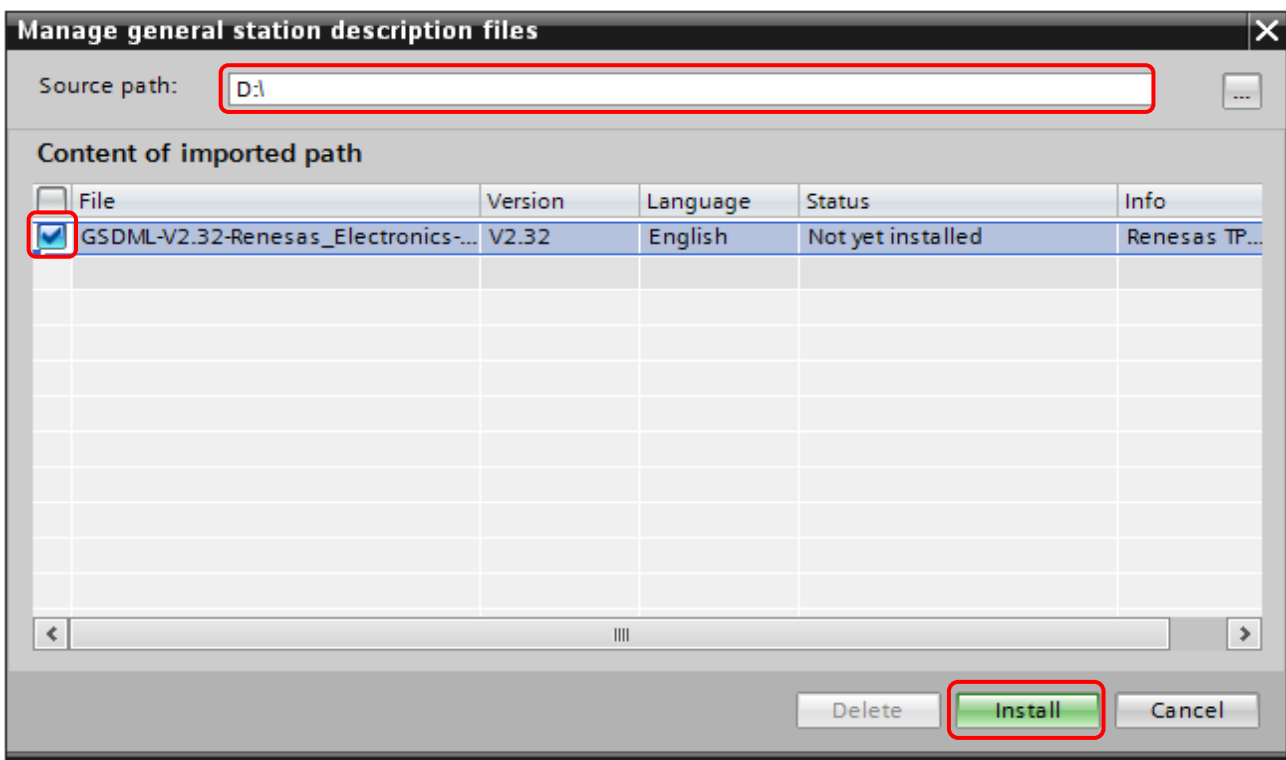 Manage general station description files
Source path: D:\ ...
Content of imported path
File Version Language Status Info
GSDML-V2.32-Renesas_Electronics-... V2.32 English Not yet installed Renesas TP...
Delete Install Cancel